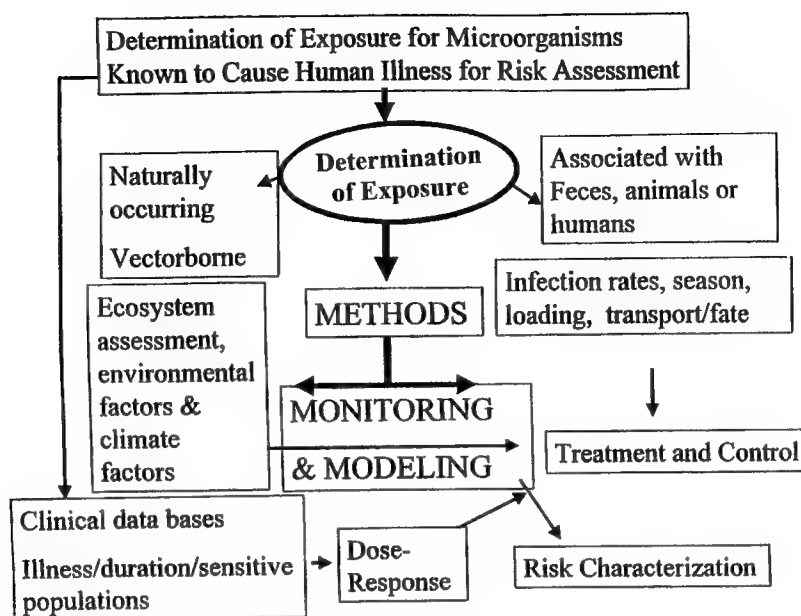 Determination of Exposure for Microorganisms
Known to Cause Human Illness for Risk Assessment
Determination
of Exposure
Naturally
occurring
Vectorborne
Associated with
Feces, animals or
humans
METHODS
Infection rates, season,
loading, transport/fate
Ecosystem
assessment,
environmental
factors &
climate
factors
MONITORING
& MODELING
Treatment and Control
Clinical data bases
Illness/duration/sensitive
populations
Dose-
Response
Risk Characterization